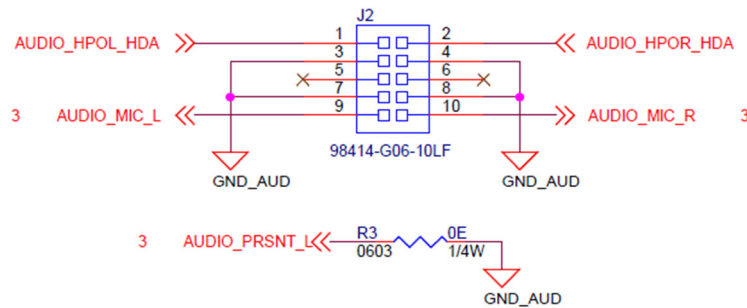 J2
AUDIO_HPOL_HDA 1 2 AUDIO_HPOR_HDA
3 4
5 6
7 8
3 AUDIO_MIC_L 9 10 AUDIO_MIC_R 3
98414-G06-10LF
GND_AUD GND_AUD
3 AUDIO_PRSNT_L R3 0E
0603 1/4W
GND_AUD